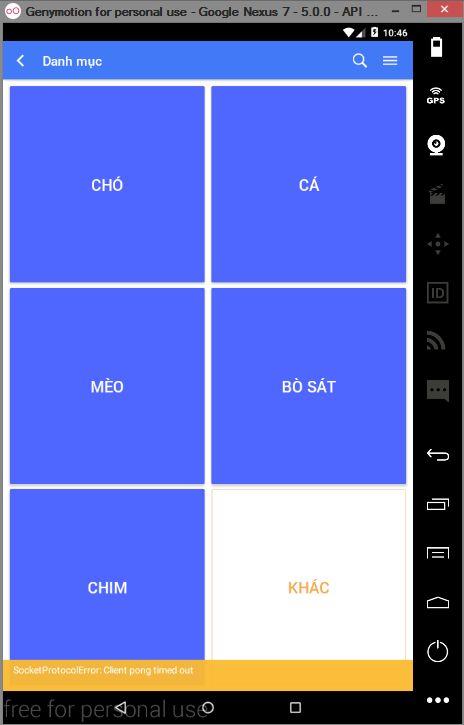 Genymotion for personal use - Google Nexus 7 - 5.0.0 - API ...
10:46
Danh mục
GPS
CHÓ
CÁ
ID
MÈO
BÒ SÁT
CHIM
KHÁC
SocketProtocolError: Client pong timed out
free for personal use